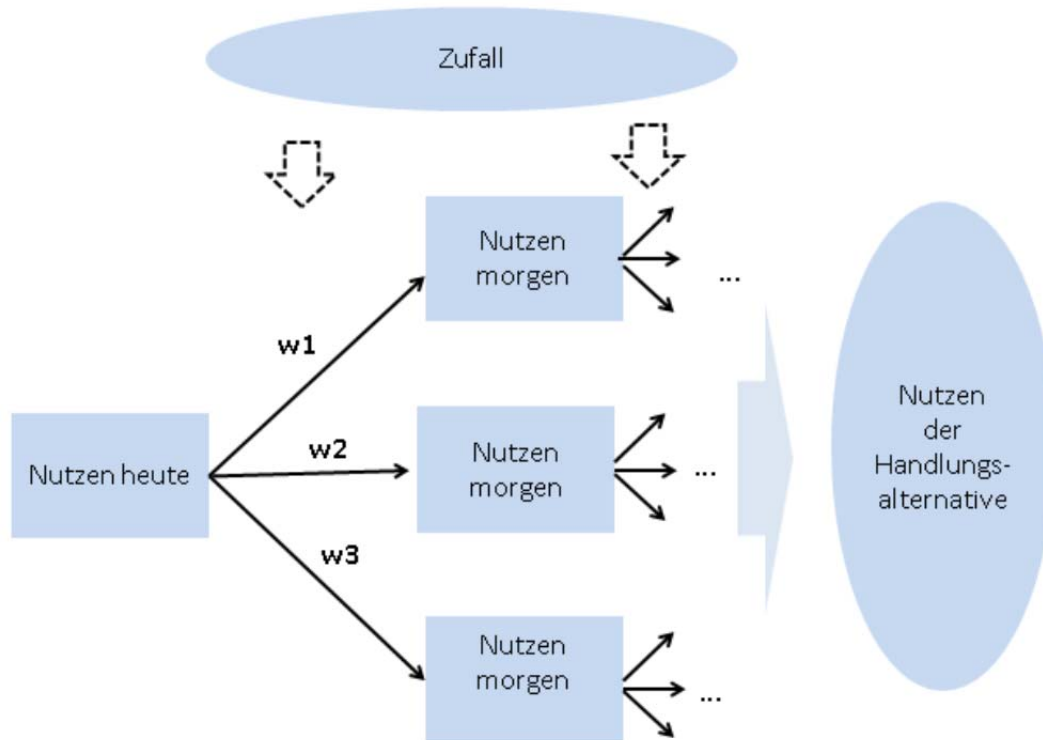 Zufall
Nutzen
morgen
...
w1
Nutzen heute
w2
Nutzen
morgen
...
w3
Nutzen
morgen
...
Nutzen
der
Handlungs-
alternative